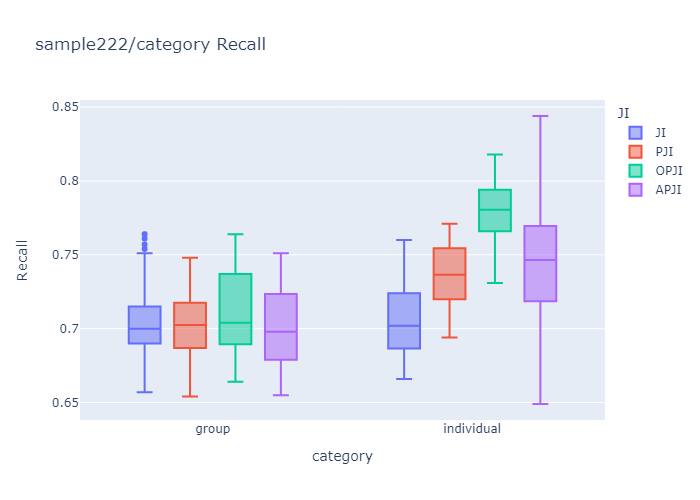 sample222/category Recall
JI
JI
PJI
OPJI
APJI
0.85
0.8
0.75
0.7
0.65
Recall
group
individual
category